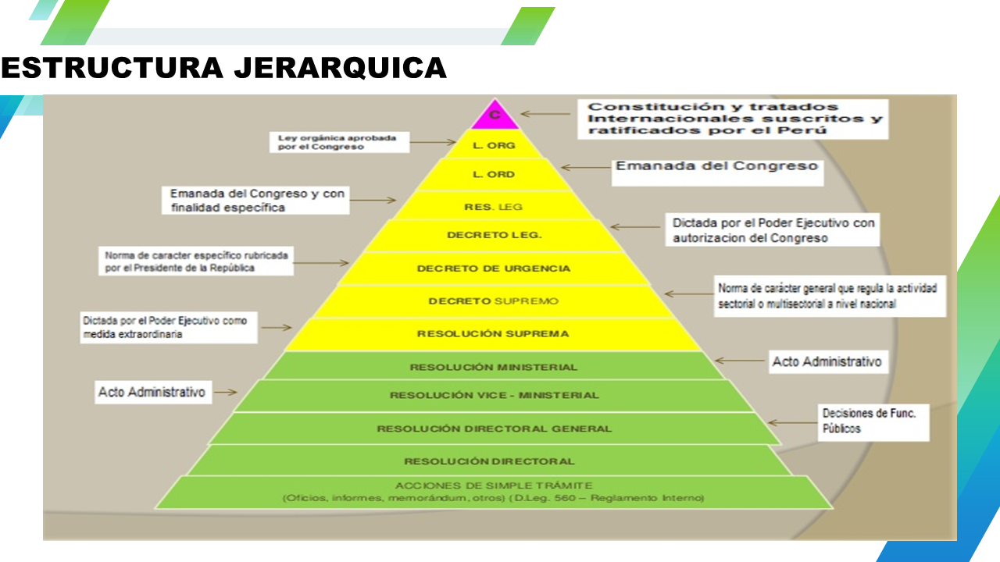 ESTRUCTURA JERARQUICA
C
Constitución y tratados
Internacionales suscritos y
ratificados por el Perú
Ley orgánica aprobada
por el Congreso
L. ORG
L. ORD
Emanada del Congreso
Emanada del Congreso y con
finalidad específica
RES. LEG
Dictada por el Poder Ejecutivo con
autorizacion del Congreso
DECRETO LEG.
Norma de caracter específico rubricada
por el Presidente de la República
DECRETO DE URGENCIA
Norma de carácter general que regula la actividad
sectorial o multisectorial a nivel nacional
DECRETO SUPREMO
Dictada por el Poder Ejecutivo como
medida extraordinaria
RESOLUCIÓN SUPREMA
RESOLUCIÓN MINISTERIAL
Acto Administrativo
Acto Administrativo
RESOLUCIÓN VICE - MINISTERIAL
Decisiones de Func.
Públicos
RESOLUCIÓN DIRECTORAL GENERAL
RESOLUCIÓN DIRECTORAL
ACCIONES DE SIMPLE TRÁMITE
(Oficios, informes, memorándum, otros) (D.Leg. 560 – Reglamento Interno)